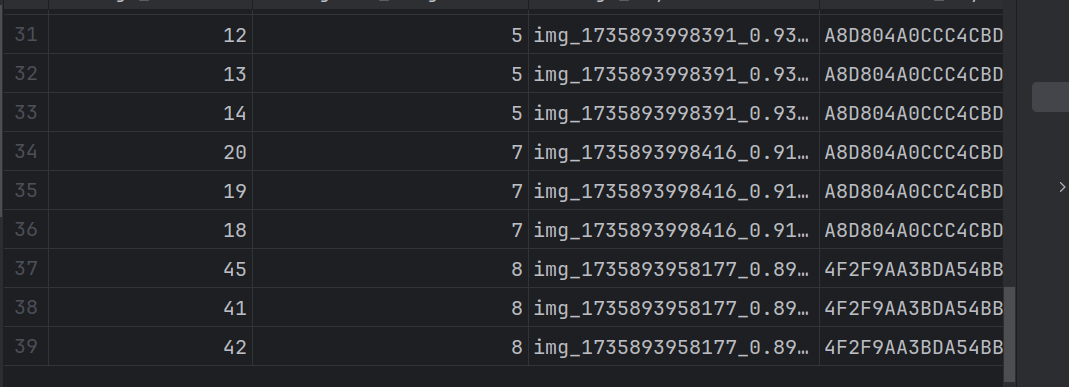 31 12 5 img_1735893998391_0.93… A8D804A0CCC4CBD
32 13 5 img_1735893998391_0.93… A8D804A0CCC4CBD
33 14 5 img_1735893998391_0.93… A8D804A0CCC4CBD
34 20 7 img_1735893998416_0.91… A8D804A0CCC4CBD
35 19 7 img_1735893998416_0.91… A8D804A0CCC4CBD
36 18 7 img_1735893998416_0.91… A8D804A0CCC4CBD
37 45 8 img_1735893958177_0.89… 4F2F9AA3BDA54BB
38 41 8 img_1735893958177_0.89… 4F2F9AA3BDA54BB
39 42 8 img_1735893958177_0.89… 4F2F9AA3BDA54BB